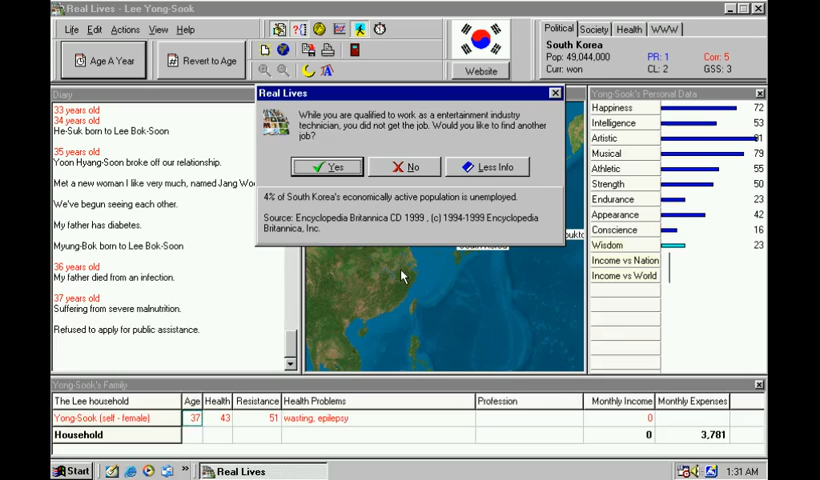 Real Lives - Lee Yong-Sook
Life Edit Actions View Help
Age A Year
Revert to Age
Website
Political Society Health WWW
South Korea
Pop: 49,044,000 PR: 1 Corr: 5
Curr: won CL: 2 GSS: 3
Diary
33 years old
34 years old
He-Suk born to Lee Bok-Soon
35 years old
Yoon Hyang-Soon broke off our relationship.
Met a new woman I like very much, named Jang Woo
We've begun seeing each other.
My father has diabetes.
Myung-Bok born to Lee Bok-Soon
36 years old
My father died from an infection.
37 years old
Suffering from severe malnutrition.
Refused to apply for public assistance.
Real Lives
While you are qualified to work as a entertainment industry
technician, you did not get the job. Would you like to find another
job?
Yes No Less Info
4% of South Korea's economically active population is unemployed.
Source: Encyclopedia Britannica CD 1999 , (c) 1994-1999 Encyclopedia
Britannica, Inc.
Yong-Sook's Personal Data
Happiness 72
Intelligence 53
Artistic 91
Musical 79
Athletic 55
Strength 50
Endurance 23
Appearance 42
Conscience 16
Wisdom 23
Income vs Nation
Income vs World
Yong-Sook's Family
The Lee household Age Health Resistance Health Problems Profession Monthly Income Monthly Expenses
Yong-Sook (self - female) 37 43 51 wasting, epilepsy 0
Household 0 3,781
Start Real Lives 1:31 AM